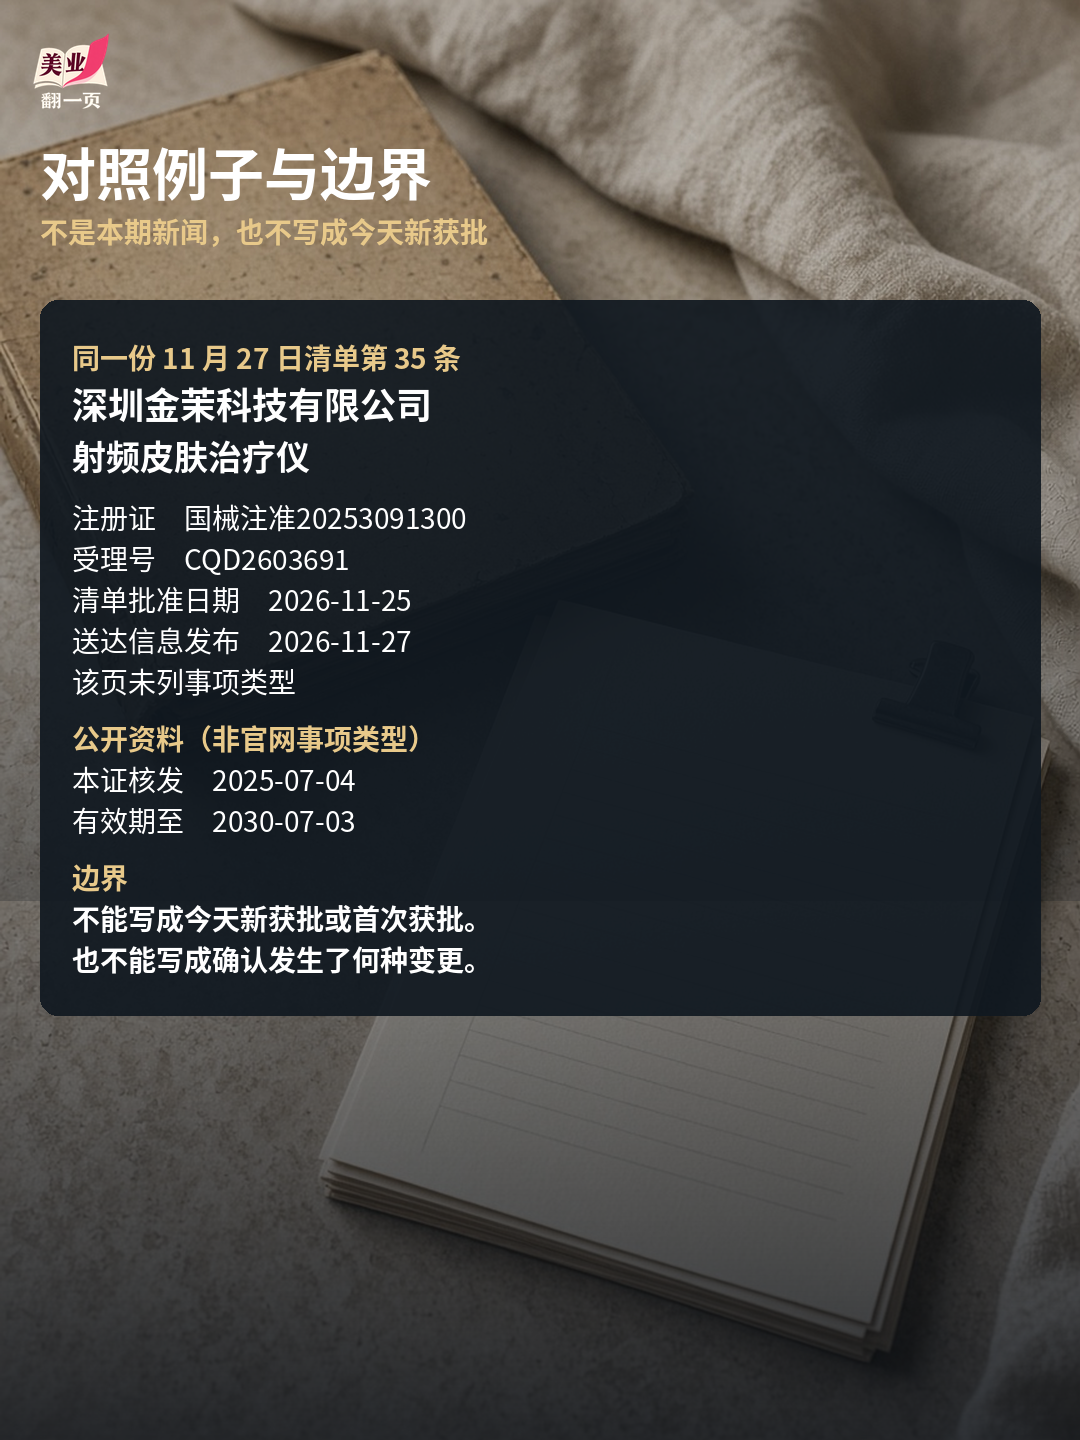 美业
翻一页
对照例子与边界
不是本期新闻，也不写成今天新获批
同一份 11 月 27 日清单第 35 条
深圳金茉科技有限公司
射频皮肤治疗仪
注册证 国械注准20253091300
受理号 CQD2603691
清单批准日期 2026-11-25
送达信息发布 2026-11-27
该页未列事项类型
公开资料（非官网事项类型）
本证核发 2025-07-04
有效期至 2030-07-03
边界
不能写成今天新获批或首次获批。
也不能写成确认发生了何种变更。